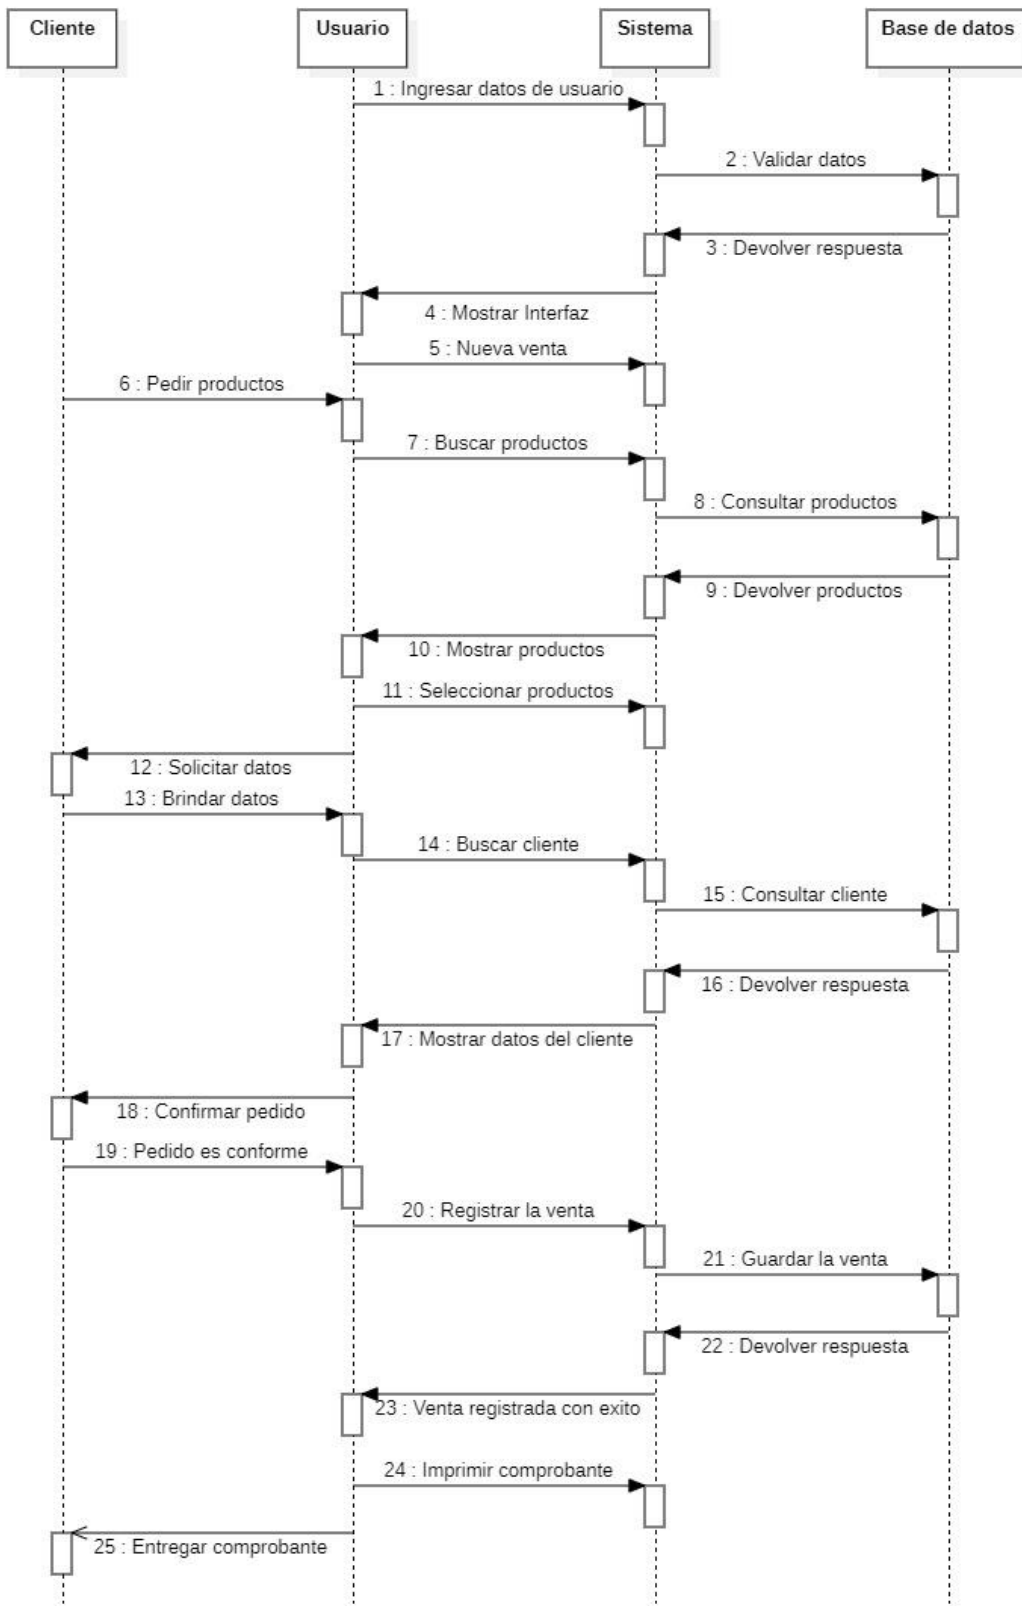 Cliente
Usuario
Sistema
Base de datos
1 : Ingresar datos de usuario
2 : Validar datos
3 : Devolver respuesta
4 : Mostrar Interfaz
5 : Nueva venta
6 : Pedir productos
7 : Buscar productos
8 : Consultar productos
9 : Devolver productos
10 : Mostrar productos
11 : Seleccionar productos
12 : Solicitar datos
13 : Brindar datos
14 : Buscar cliente
15 : Consultar cliente
16 : Devolver respuesta
17 : Mostrar datos del cliente
18 : Confirmar pedido
19 : Pedido es conforme
20 : Registrar la venta
21 : Guardar la venta
22 : Devolver respuesta
23 : Venta registrada con exito
24 : Imprimir comprobante
25 : Entregar comprobante